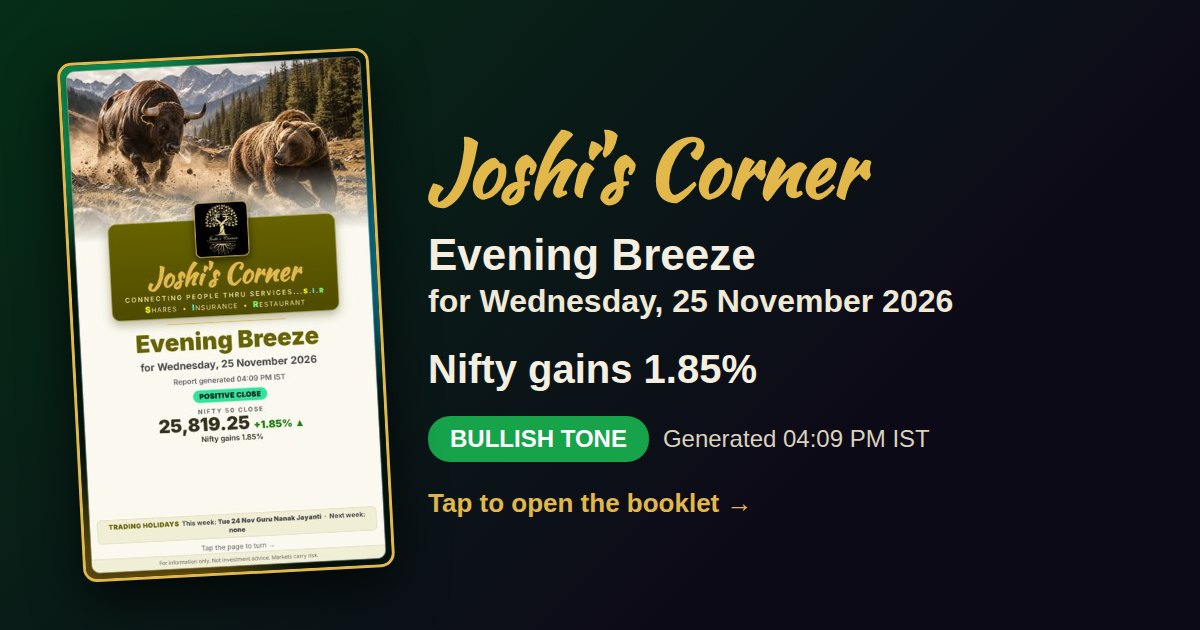 Joshi's Corner
CONNECTING PEOPLE THRU SERVICES...S.I.R
SHARES • INSURANCE • RESTAURANT
Evening Breeze
for Wednesday, 25 November 2026
Report generated 04:09 PM IST
POSITIVE CLOSE
NIFTY 50 CLOSE
25,819.25 +1.85% ▲
Nifty gains 1.85%
TRADING HOLIDAYS This week: Tue 24 Nov Guru Nanak Jayanti · Next week:
none
Tap the page to turn →
For information only. Not investment advice. Markets carry risk.
Joshi's Corner
Evening Breeze
for Wednesday, 25 November 2026
Nifty gains 1.85%
BULLISH TONE Generated 04:09 PM IST
Tap to open the booklet →